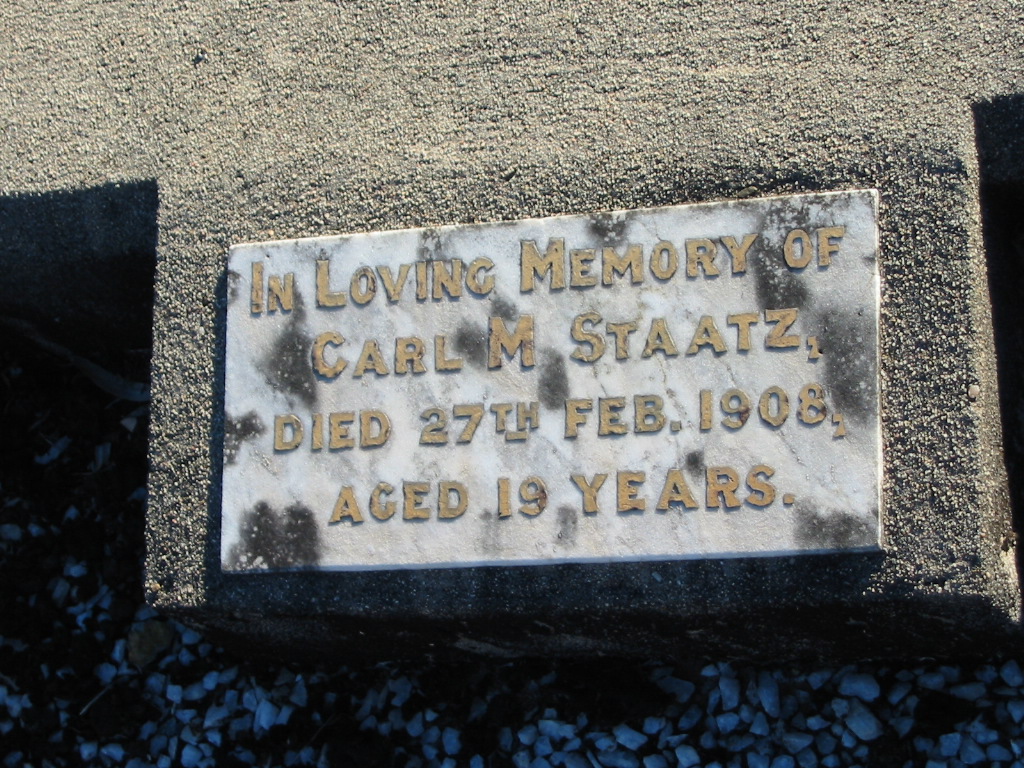 IN LOVING MEMORY OF
CARL M STAATZ,
DIED 27TH FEB. 1908,
AGED 19 YEARS.